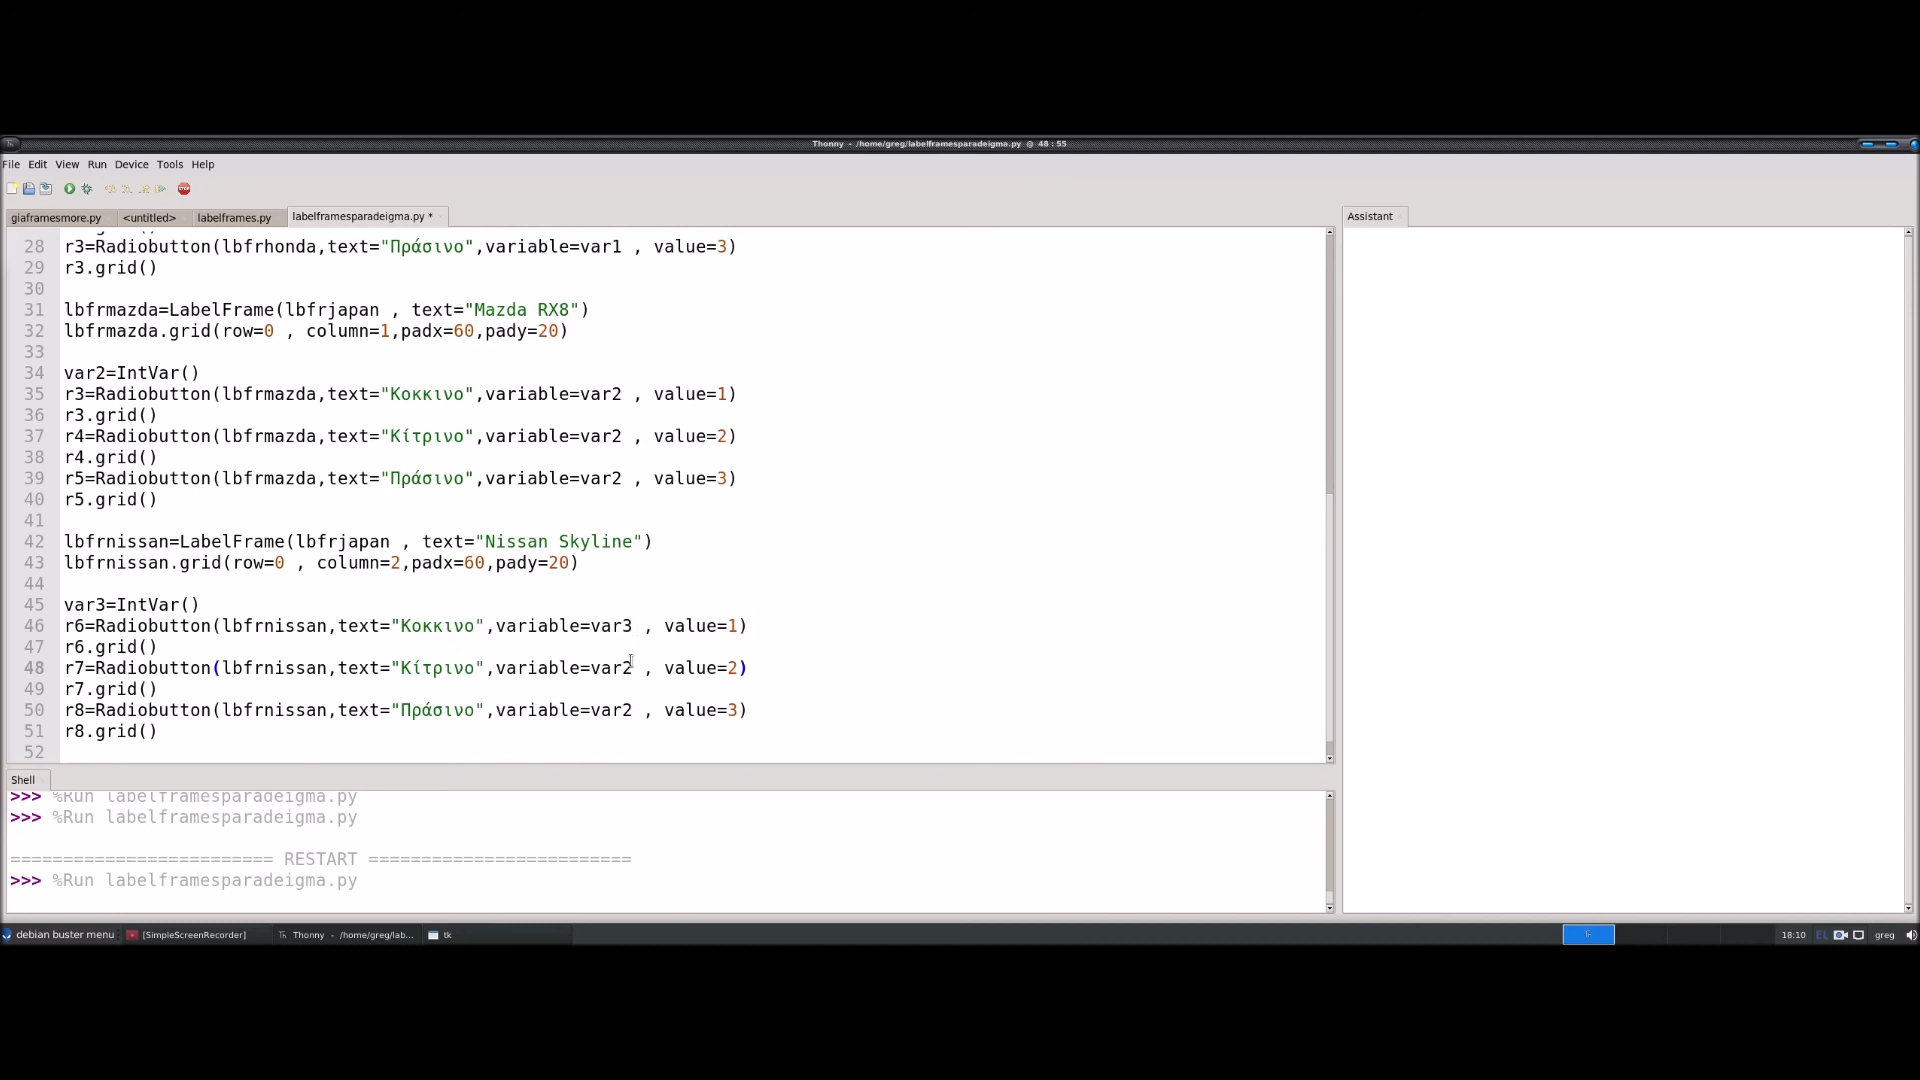 Thonny - /home/greg/labelframesparadeigma.py @ 48 : 55
File Edit View Run Device Tools Help
giaframesmore.py <untitled> labelframes.py labelframesparadeigma.py *
Assistant
28 r3=Radiobutton(lbfrhonda,text="Πράσινο",variable=var1 , value=3)
29 r3.grid()
30
31 lbfrmazda=LabelFrame(lbfrjapan , text="Mazda RX8")
32 lbfrmazda.grid(row=0 , column=1,padx=60,pady=20)
33
34 var2=IntVar()
35 r3=Radiobutton(lbfrmazda,text="Κοκκινο",variable=var2 , value=1)
36 r3.grid()
37 r4=Radiobutton(lbfrmazda,text="Κίτρινο",variable=var2 , value=2)
38 r4.grid()
39 r5=Radiobutton(lbfrmazda,text="Πράσινο",variable=var2 , value=3)
40 r5.grid()
41
42 lbfrnissan=LabelFrame(lbfrjapan , text="Nissan Skyline")
43 lbfrnissan.grid(row=0 , column=2,padx=60,pady=20)
44
45 var3=IntVar()
46 r6=Radiobutton(lbfrnissan,text="Κοκκινο",variable=var3 , value=1)
47 r6.grid()
48 r7=Radiobutton(lbfrnissan,text="Κίτρινο",variable=var2 , value=2)
49 r7.grid()
50 r8=Radiobutton(lbfrnissan,text="Πράσινο",variable=var2 , value=3)
51 r8.grid()
52
Shell
>>> %Run labelframesparadeigma.py
>>> %Run labelframesparadeigma.py
========================= RESTART =========================
>>> %Run labelframesparadeigma.py
debian buster menu [SimpleScreenRecorder] Thonny - /home/greg/lab... tk 18:10 EL greg